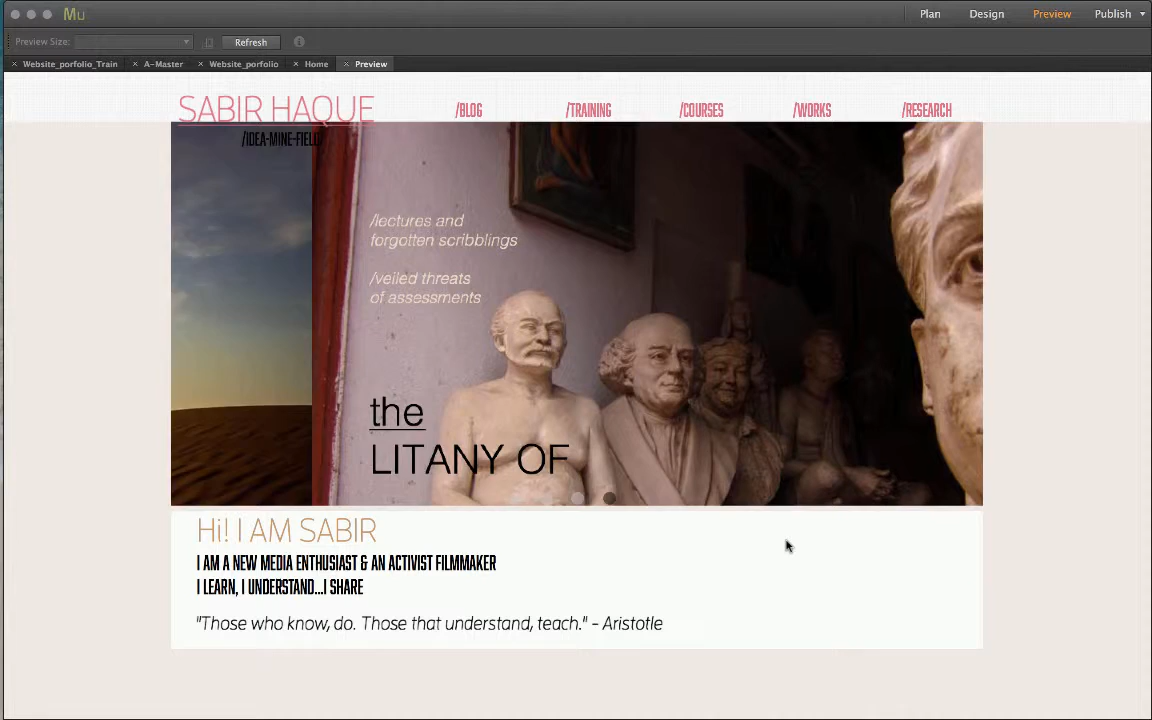 Mu
Plan
Design
Preview
Publish
Preview Size:
Refresh
Website_porfolio_Train
A-Master
Website_porfolio
Home
Preview
SABIR HAQUE
/BLOG
/TRAINING
/COURSES
/WORKS
/RESEARCH
/IDEA-MINE-FIELD
/lectures and
forgotten scribblings
/veiled threats
of assessments
the
LITANY OF
Hi! I AM SABIR
I AM A NEW MEDIA ENTHUSIAST & AN ACTIVIST FILMMAKER
I LEARN, I UNDERSTAND...I SHARE
"Those who know, do. Those that understand, teach." - Aristotle